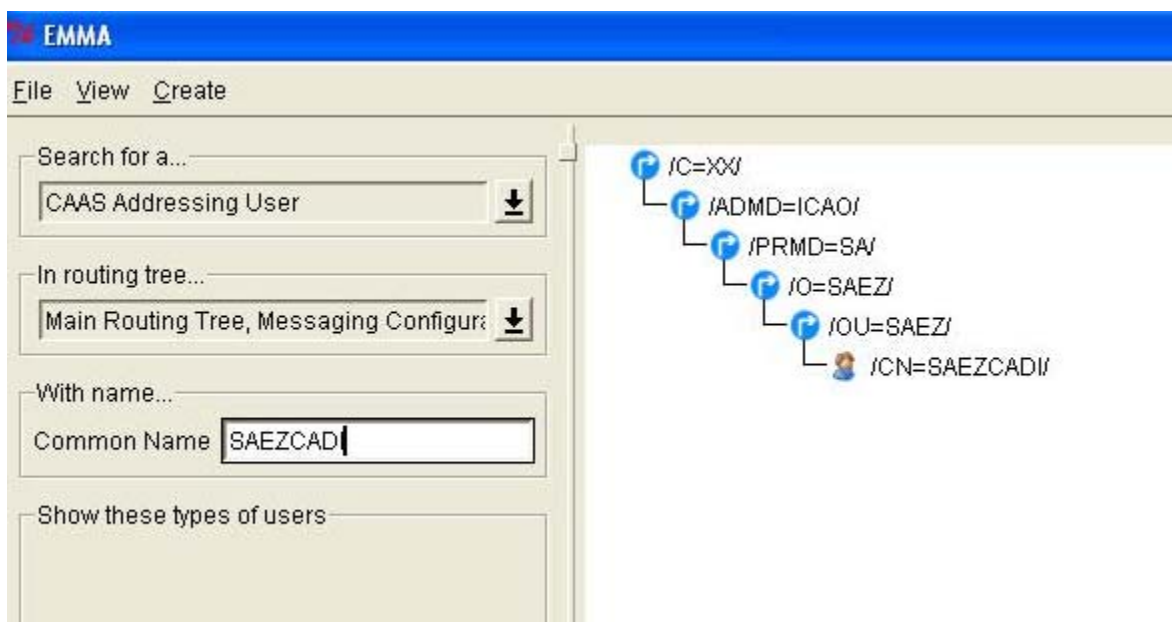 EMMA
File View Create
Search for a...
CAAS Addressing User
In routing tree...
Main Routing Tree, Messaging Configura
With name...
Common Name SAEZCADI
Show these types of users
/C=XX/
/ADMD=ICAO/
/PRMD=SA/
/O=SAEZ/
/OU=SAEZ/
/CN=SAEZCADI/